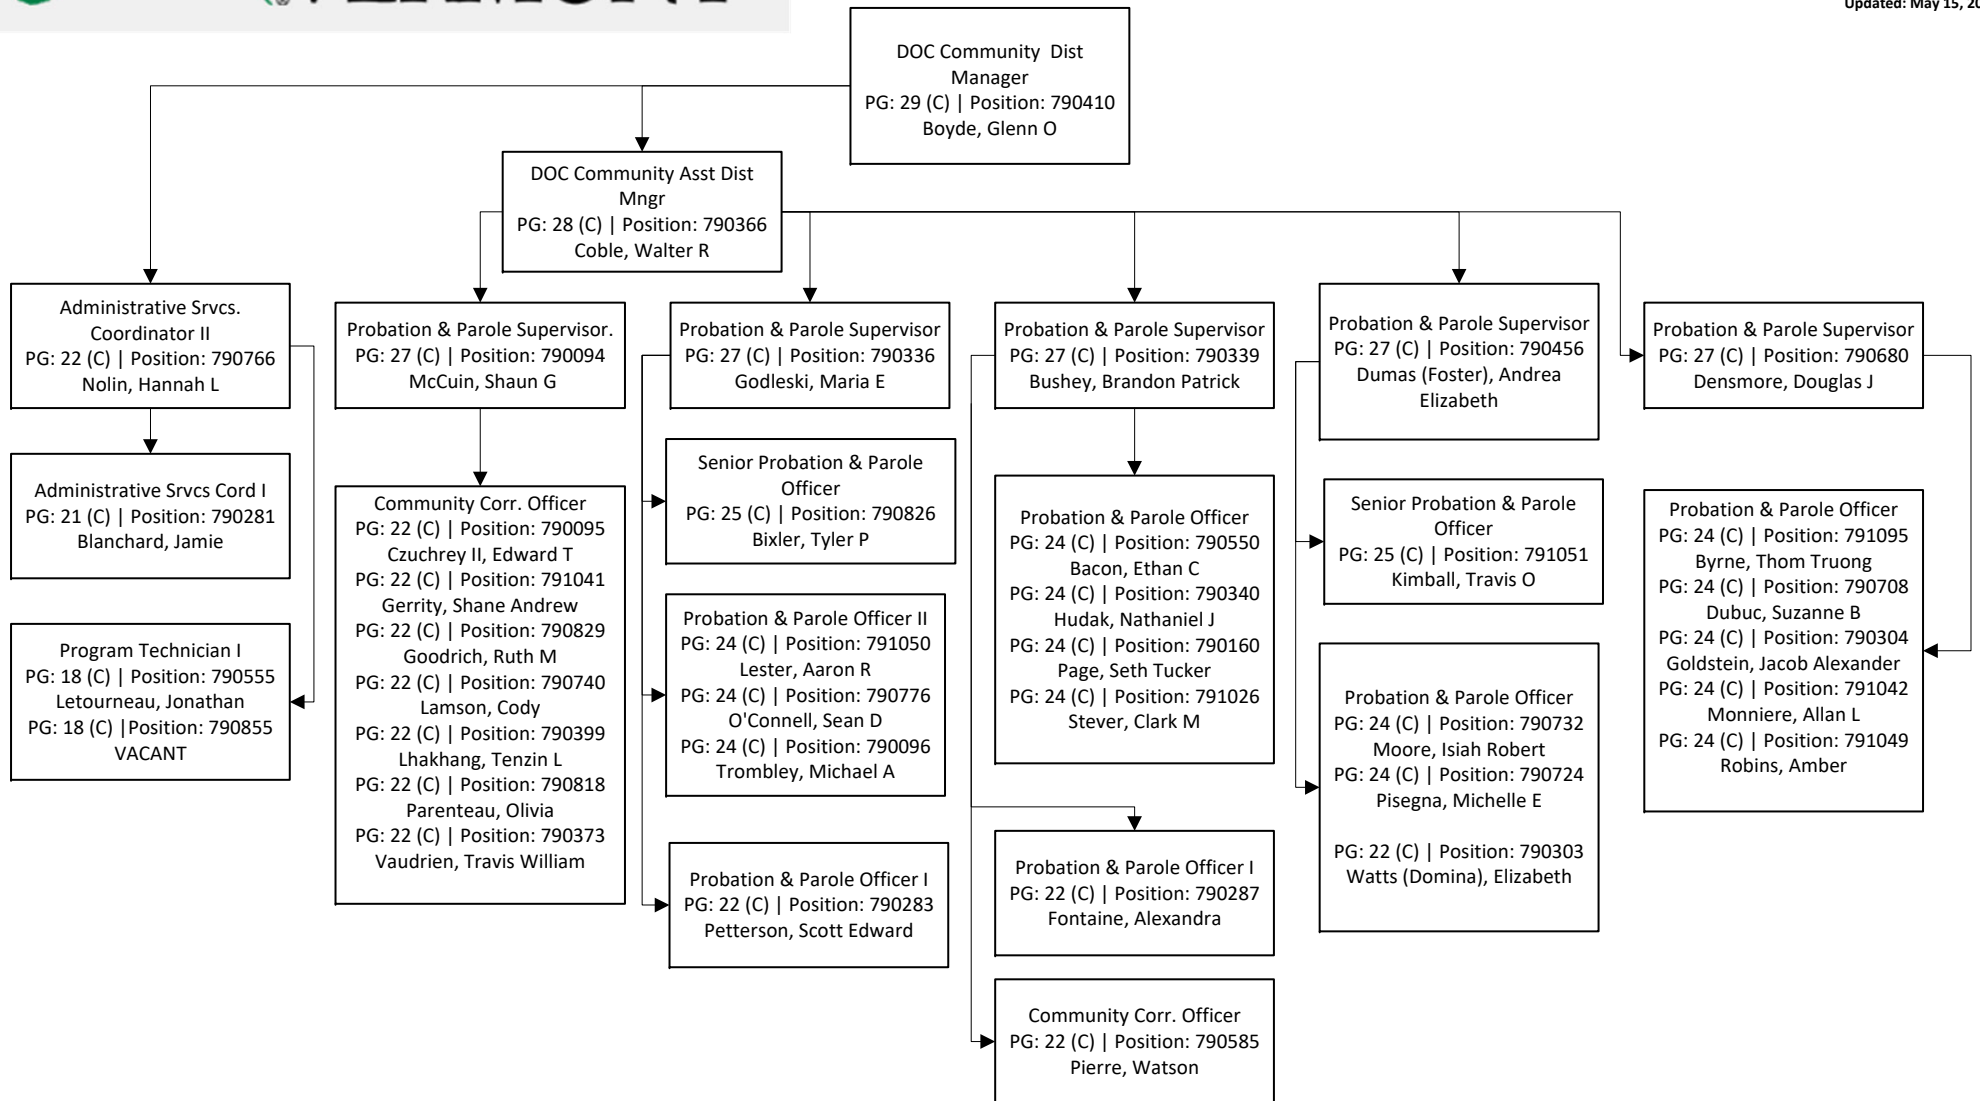 Updated: May 15, 20
DOC Community  Dist
Manager
PG: 29 (C) | Position: 790410
Boyde, Glenn O
DOC Community Asst Dist
Mngr
PG: 28 (C) | Position: 790366
Coble, Walter R
Administrative Srvcs.
Coordinator II
PG: 22 (C) | Position: 790766
Nolin, Hannah L
Administrative Srvcs Cord I
PG: 21 (C) | Position: 790281
Blanchard, Jamie
Program Technician I
PG: 18 (C) | Position: 790555
Letourneau, Jonathan
PG: 18 (C) |Position: 790855
VACANT
Probation & Parole Supervisor.
PG: 27 (C) | Position: 790094
McCuin, Shaun G
Community Corr. Officer
PG: 22 (C) | Position: 790095
Czuchrey II, Edward T
PG: 22 (C) | Position: 791041
Gerrity, Shane Andrew
PG: 22 (C) | Position: 790829
Goodrich, Ruth M
PG: 22 (C) | Position: 790740
Lamson, Cody
PG: 22 (C) | Position: 790399
Lhakhang, Tenzin L
PG: 22 (C) | Position: 790818
Parenteau, Olivia
PG: 22 (C) | Position: 790373
Vaudrien, Travis William
Probation & Parole Supervisor
PG: 27 (C) | Position: 790336
Godleski, Maria E
Senior Probation & Parole
Officer
PG: 25 (C) | Position: 790826
Bixler, Tyler P
Probation & Parole Officer II
PG: 24 (C) | Position: 791050
Lester, Aaron R
PG: 24 (C) | Position: 790776
O'Connell, Sean D
PG: 24 (C) | Position: 790096
Trombley, Michael A
Probation & Parole Officer I
PG: 22 (C) | Position: 790283
Petterson, Scott Edward
Probation & Parole Supervisor
PG: 27 (C) | Position: 790339
Bushey, Brandon Patrick
Probation & Parole Officer
PG: 24 (C) | Position: 790550
Bacon, Ethan C
PG: 24 (C) | Position: 790340
Hudak, Nathaniel J
PG: 24 (C) | Position: 790160
Page, Seth Tucker
PG: 24 (C) | Position: 791026
Stever, Clark M
Probation & Parole Officer I
PG: 22 (C) | Position: 790287
Fontaine, Alexandra
Community Corr. Officer
PG: 22 (C) | Position: 790585
Pierre, Watson
Probation & Parole Supervisor
PG: 27 (C) | Position: 790456
Dumas (Foster), Andrea
Elizabeth
Senior Probation & Parole
Officer
PG: 25 (C) | Position: 791051
Kimball, Travis O
Probation & Parole Officer
PG: 24 (C) | Position: 790732
Moore, Isiah Robert
PG: 24 (C) | Position: 790724
Pisegna, Michelle E
PG: 22 (C) | Position: 790303
Watts (Domina), Elizabeth
Probation & Parole Supervisor
PG: 27 (C) | Position: 790680
Densmore, Douglas J
Probation & Parole Officer
PG: 24 (C) | Position: 791095
Byrne, Thom Truong
PG: 24 (C) | Position: 790708
Dubuc, Suzanne B
PG: 24 (C) | Position: 790304
Goldstein, Jacob Alexander
PG: 24 (C) | Position: 791042
Monniere, Allan L
PG: 24 (C) | Position: 791049
Robins, Amber